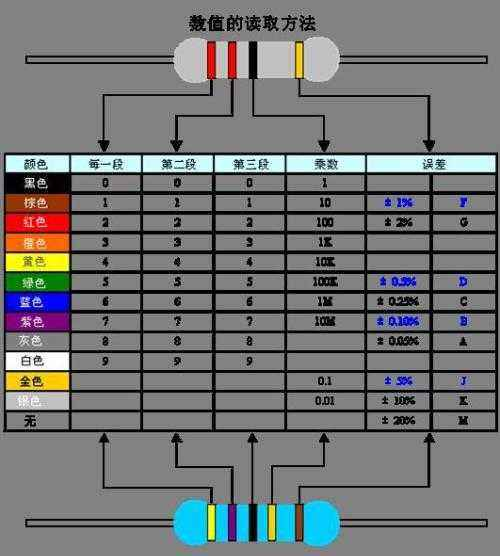 数值的读取方法
颜色 每一段 第二段 第三段 乘数 误差
黑色 0 0 0 1
棕色 1 1 1 10 ± 1% F
红色 2 2 2 100 ± 2% G
橙色 3 3 3 1K
黄色 4 4 4 10K
绿色 5 5 5 100K ± 0.5% D
蓝色 6 6 6 1M ± 0.25% C
紫色 7 7 7 10M ± 0.10% B
灰色 8 8 8 ± 0.05% A
白色 9 9 9
金色 0.1 ± 5% J
银色 0.01 ± 10% K
无 ± 20% M